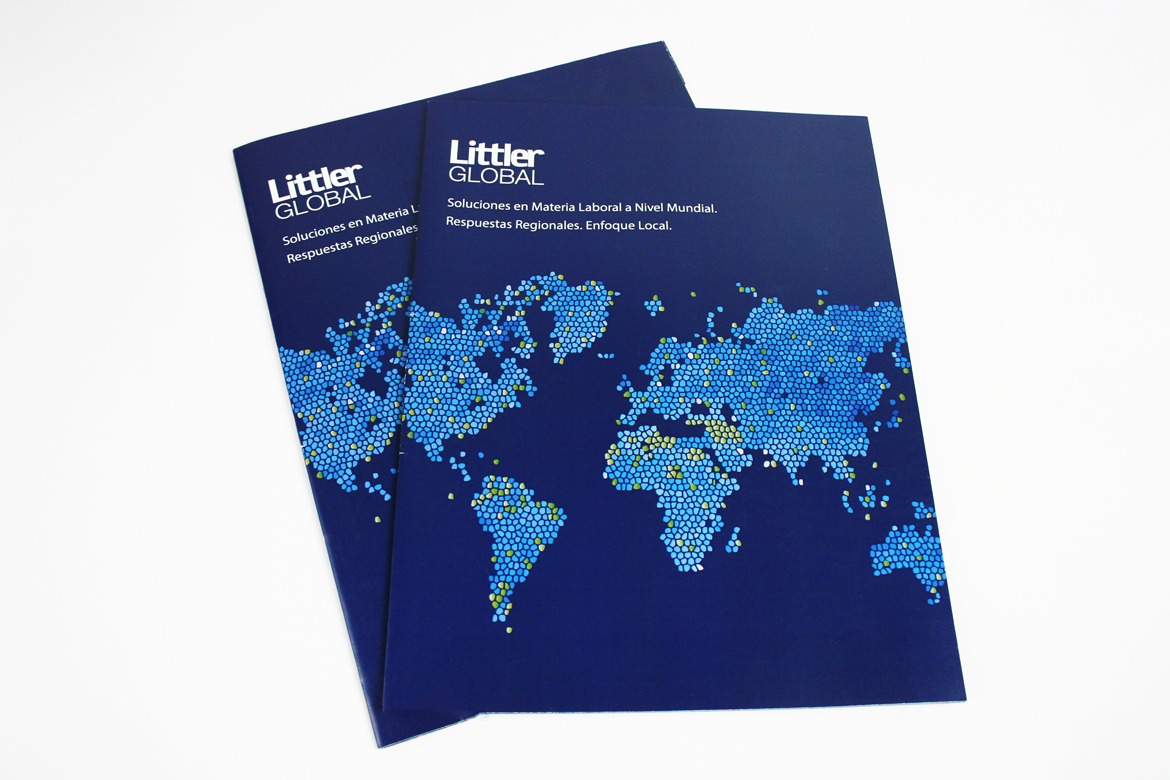 Littler
GLOBAL
Soluciones en Materia L
Respuestas Regionales
Littler
GLOBAL
Soluciones en Materia Laboral a Nivel Mundial.
Respuestas Regionales. Enfoque Local.